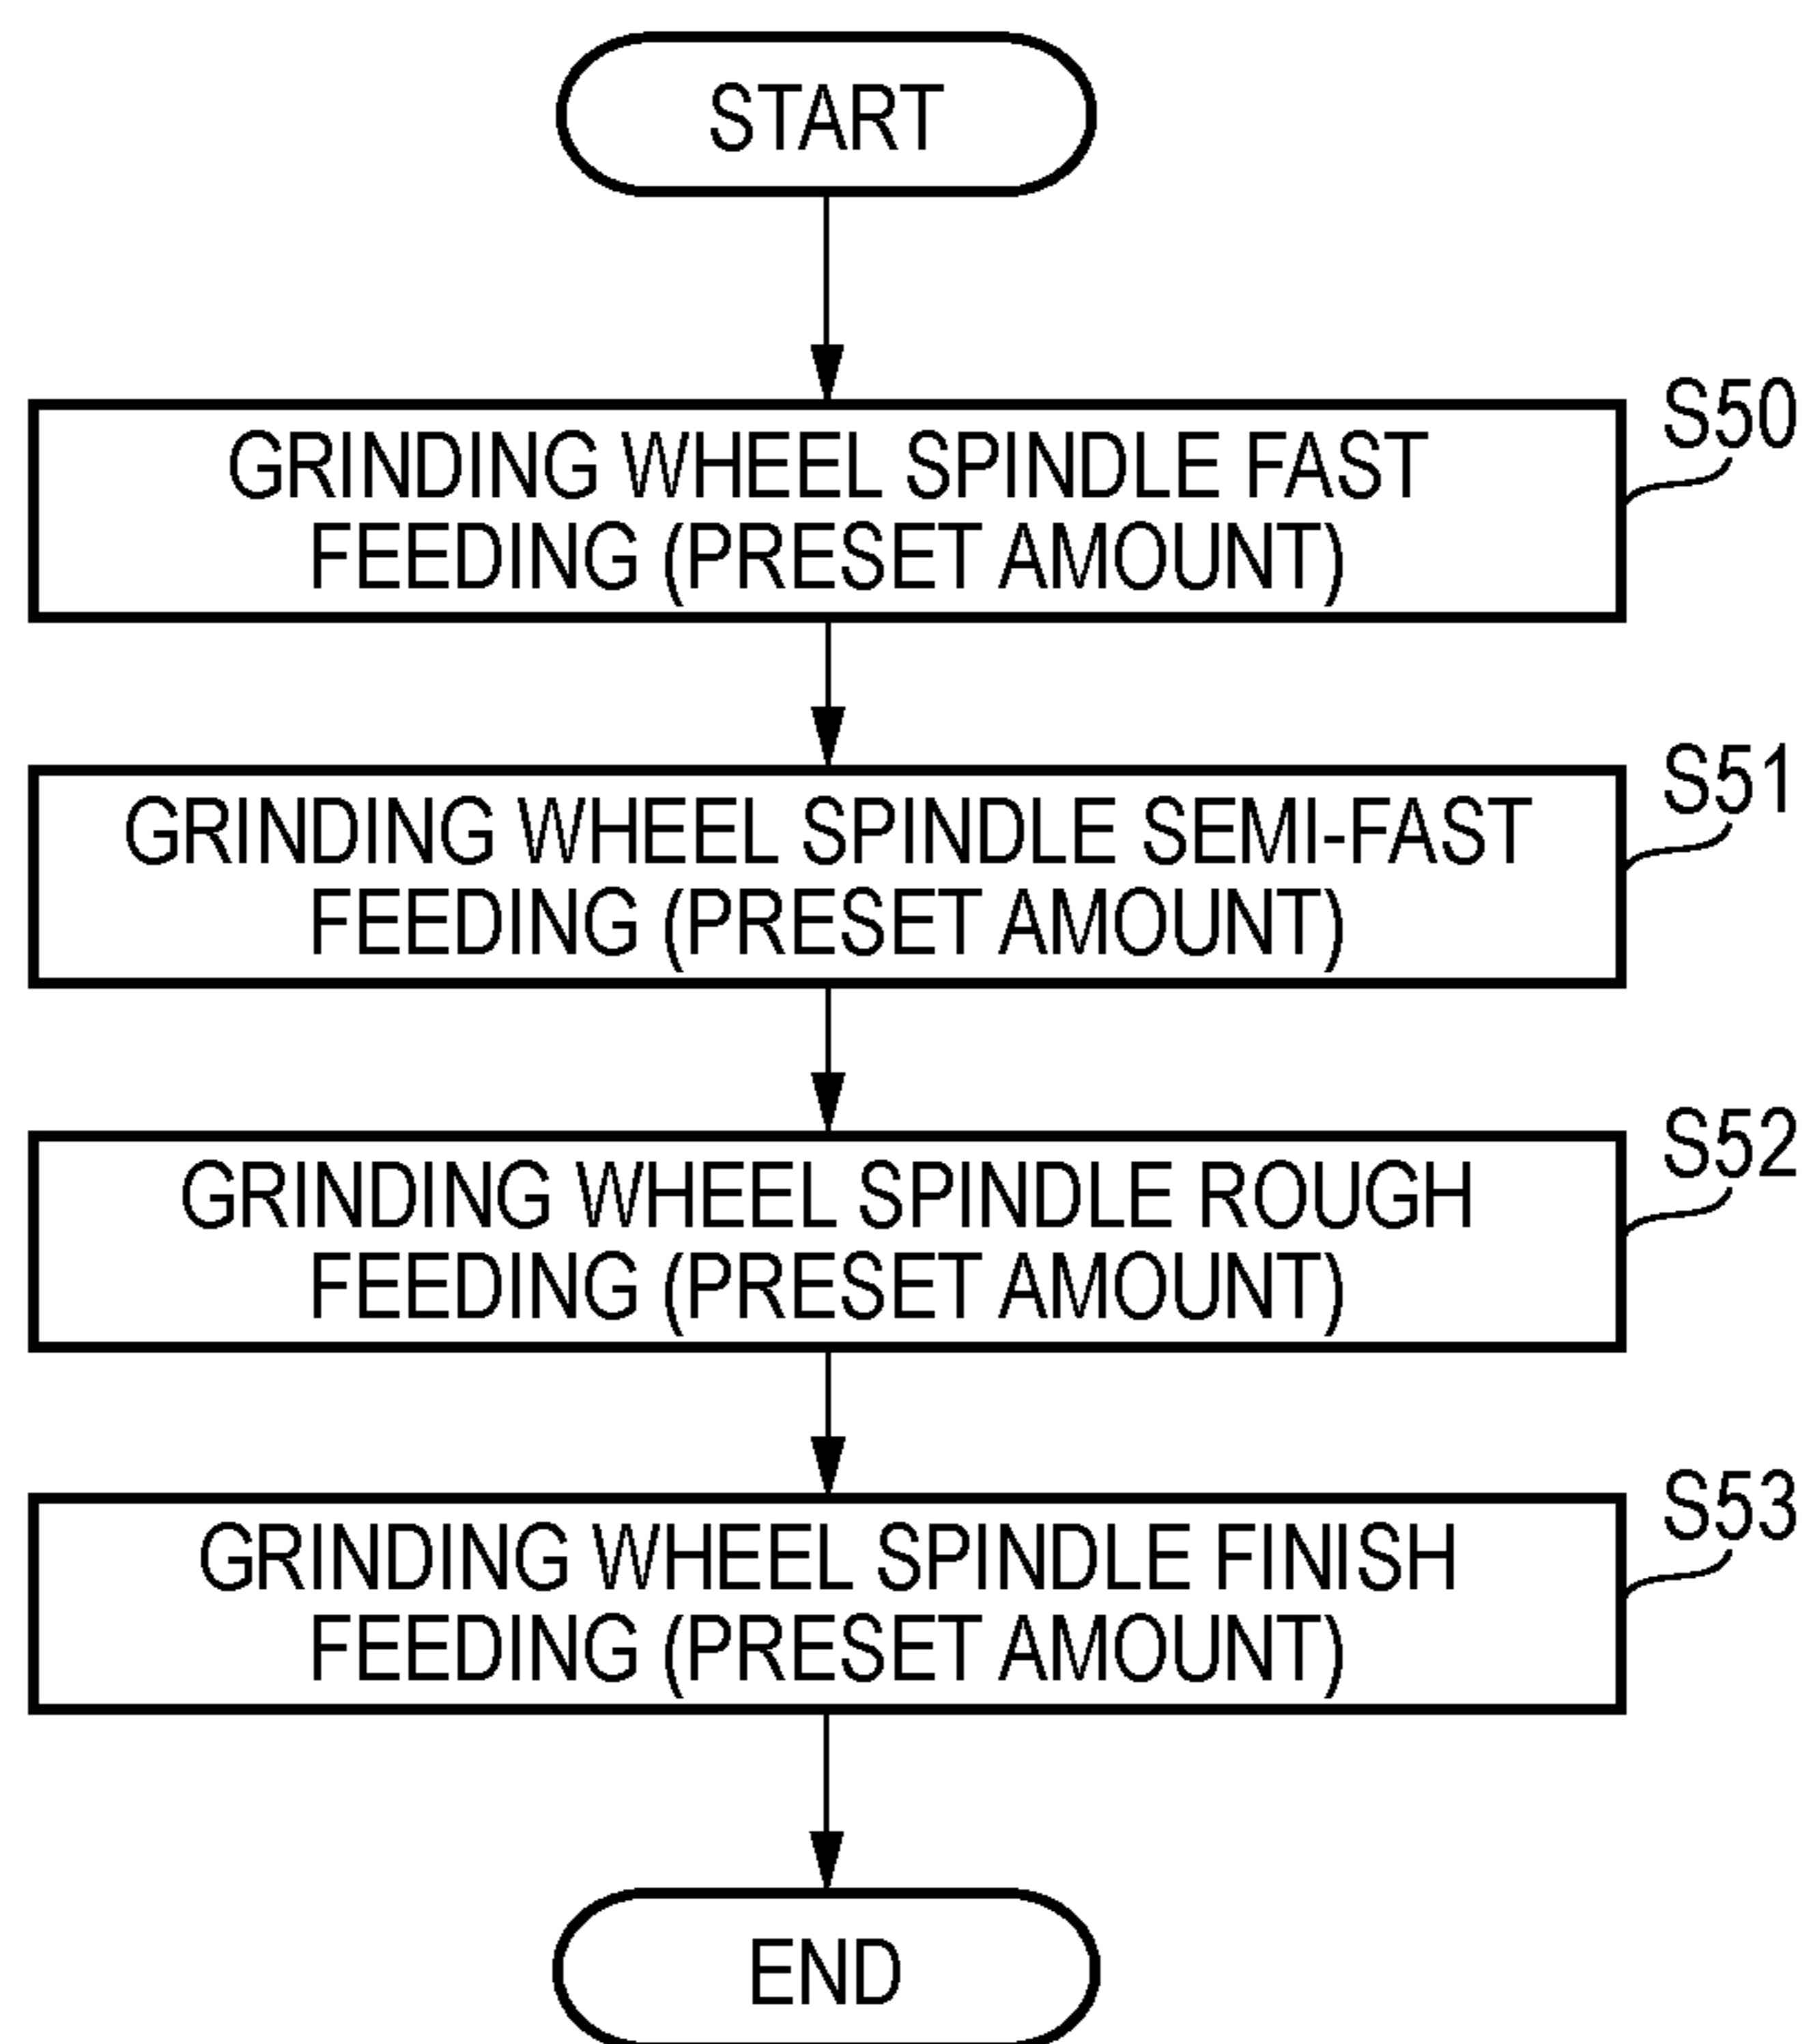 START
S50
GRINDING WHEEL SPINDLE FAST
FEEDING (PRESET AMOUNT)
S51
GRINDING WHEEL SPINDLE SEMI-FAST
FEEDING (PRESET AMOUNT)
S52
GRINDING WHEEL SPINDLE ROUGH
FEEDING (PRESET AMOUNT)
S53
GRINDING WHEEL SPINDLE FINISH
FEEDING (PRESET AMOUNT)
END